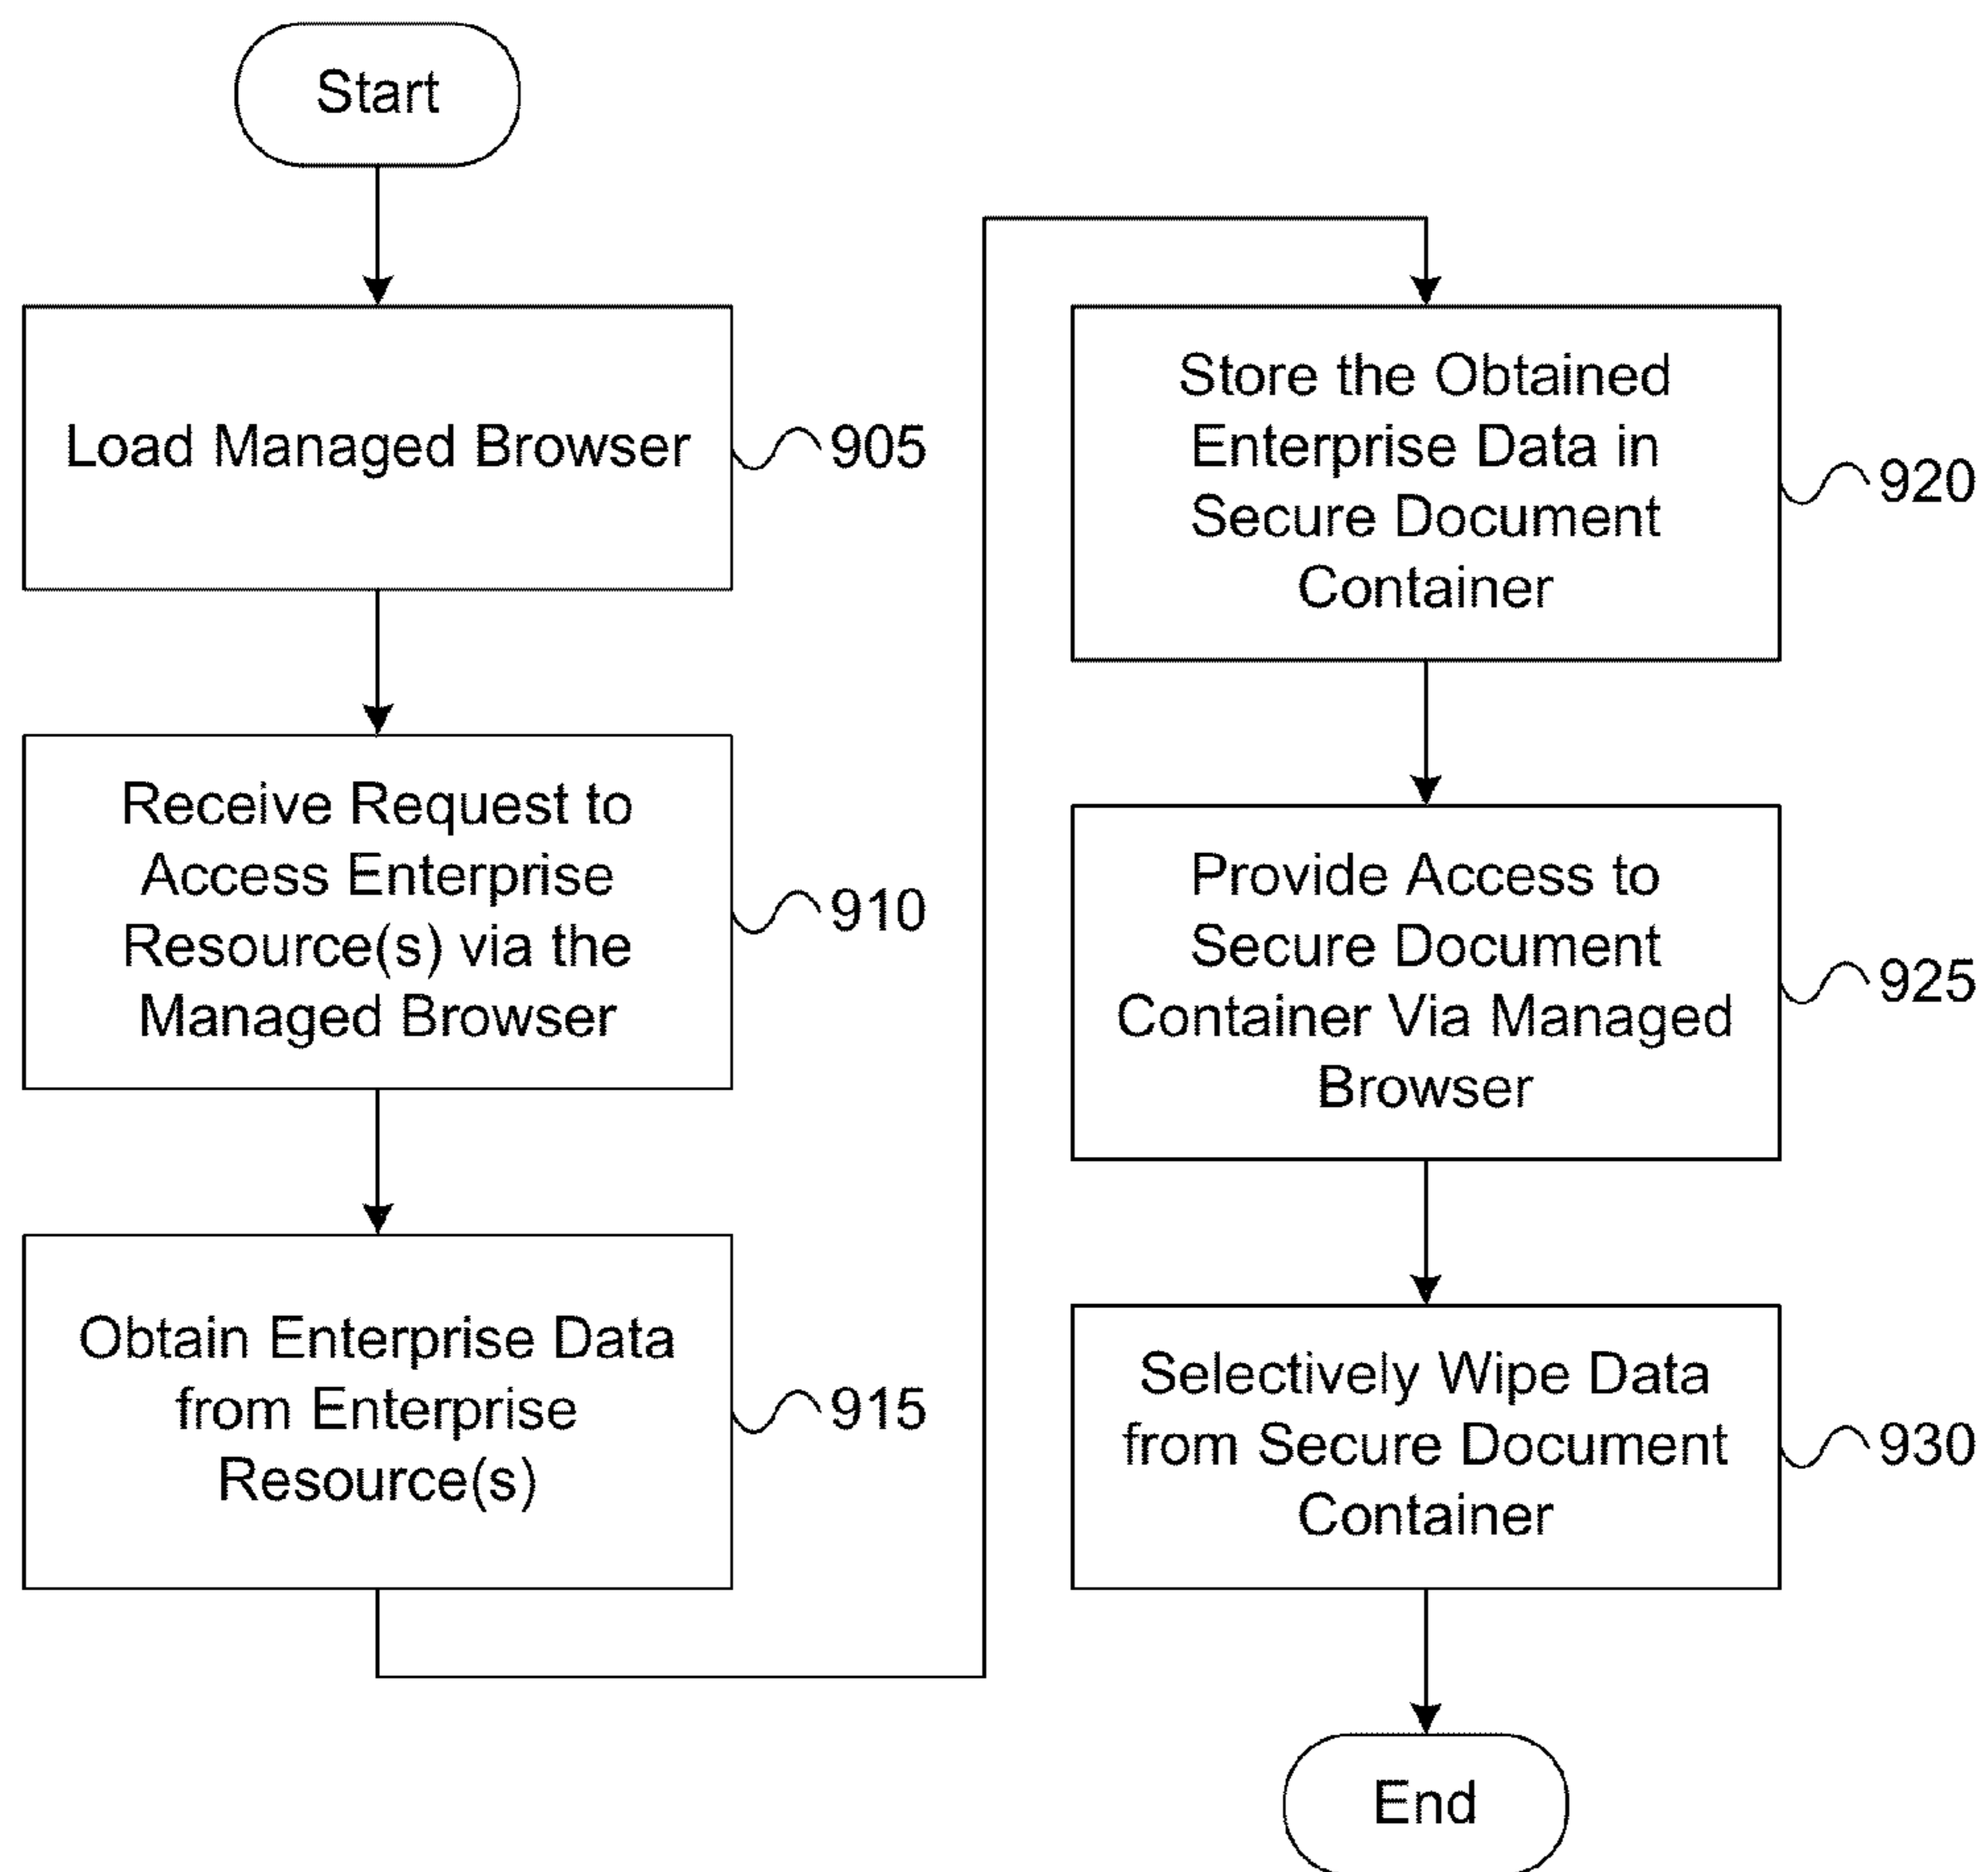 Start
Load Managed Browser
905
Receive Request to
Access Enterprise
Resource(s) via the
Managed Browser
910
Obtain Enterprise Data
from Enterprise
Resource(s)
915
Store the Obtained
Enterprise Data in
Secure Document
Container
920
Provide Access to
Secure Document
Container Via Managed
Browser
925
Selectively Wipe Data
from Secure Document
Container
930
End